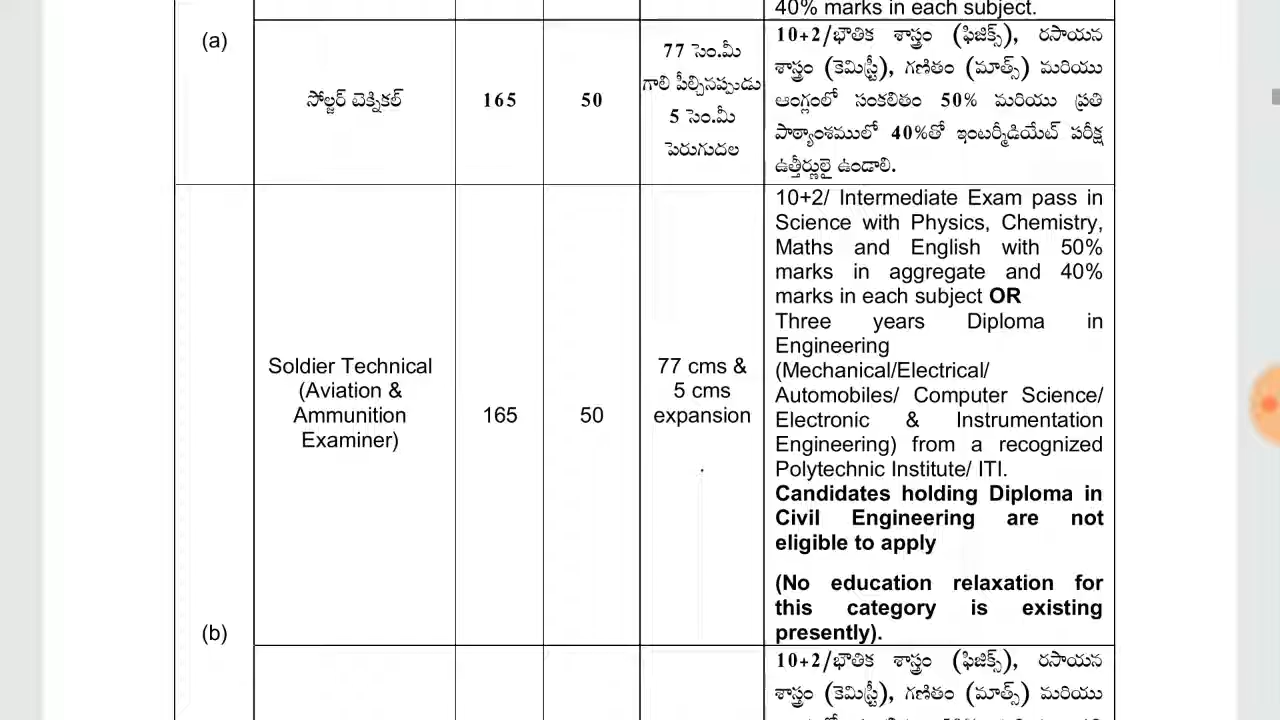 40% marks in each subject.
(a)
సోల్జర్ టెక్నికల్
165
50
77 సెం.మీ
గాలి పీల్చినప్పుడు
5 సెం.మీ
పెరుగుదల
10+2/భౌతిక శాస్త్రం (ఫిజిక్స్), రసాయన
శాస్త్రం (కెమిస్ట్రీ), గణితం (మాత్స్) మరియు
ఆంగ్లంలో సంకలితం 50% మరియు ప్రతి
పాఠ్యాంశములో 40%తో ఇంటర్మీడియేట్ పరీక్ష
ఉత్తీర్ణులై ఉండాలి.
(b)
Soldier Technical
(Aviation &
Ammunition
Examiner)
165
50
77 cms &
5 cms
expansion
10+2/ Intermediate Exam pass in
Science with Physics, Chemistry,
Maths and English with 50%
marks in aggregate and 40%
marks in each subject OR
Three years Diploma in
Engineering
(Mechanical/Electrical/
Automobiles/ Computer Science/
Electronic & Instrumentation
Engineering) from a recognized
Polytechnic Institute/ ITI.
Candidates holding Diploma in
Civil Engineering are not
eligible to apply
(No education relaxation for
this category is existing
presently).
10+2/భౌతిక శాస్త్రం (ఫిజిక్స్), రసాయన
శాస్త్రం (కెమిస్ట్రీ), గణితం (మాత్స్) మరియు